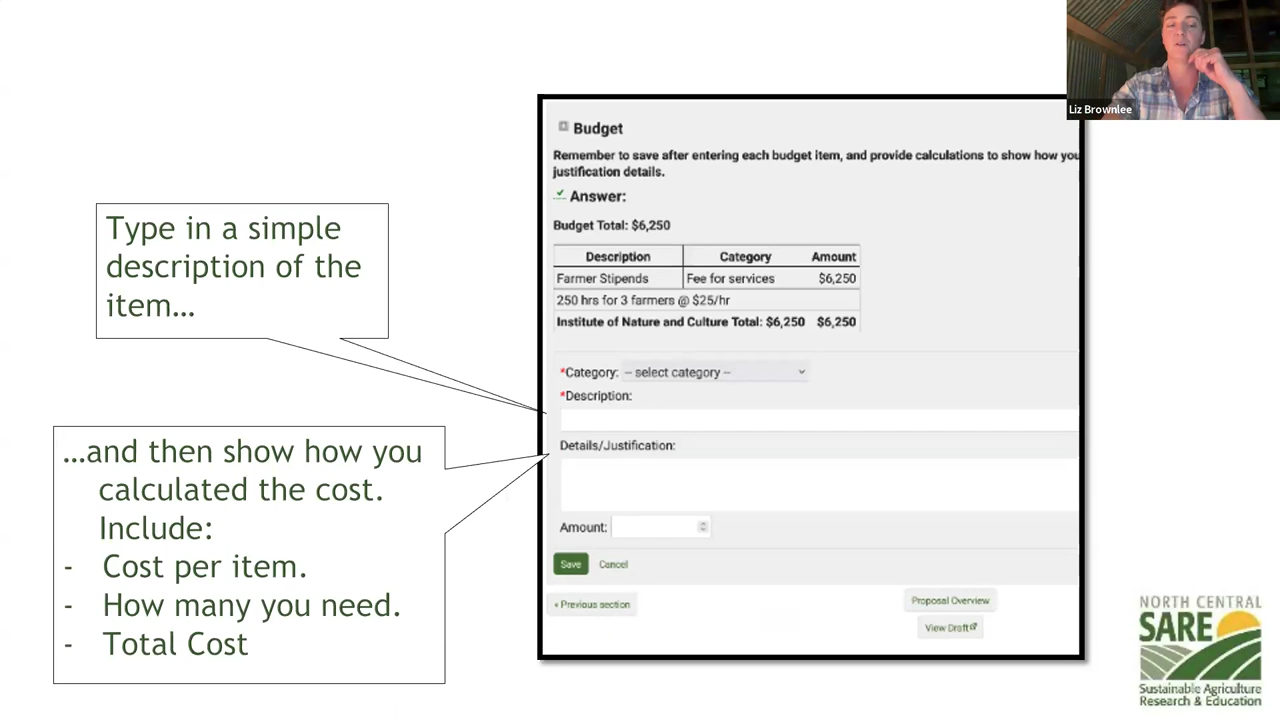 Liz Brownlee
Type in a simple
description of the
item…
…and then show how you
calculated the cost.
Include:
- Cost per item.
- How many you need.
- Total Cost
Budget
Remember to save after entering each budget item, and provide calculations to show how you
justification details.
Answer:
Budget Total: $6,250
Description Category Amount
Farmer Stipends Fee for services $6,250
250 hrs for 3 farmers @ $25/hr
Institute of Nature and Culture Total: $6,250 $6,250
*Category: -- select category --
*Description:
Details/Justification:
Amount:
Save Cancel
« Previous section
Proposal Overview
View Draft
NORTH CENTRAL
SARE
Sustainable Agriculture
Research & Education